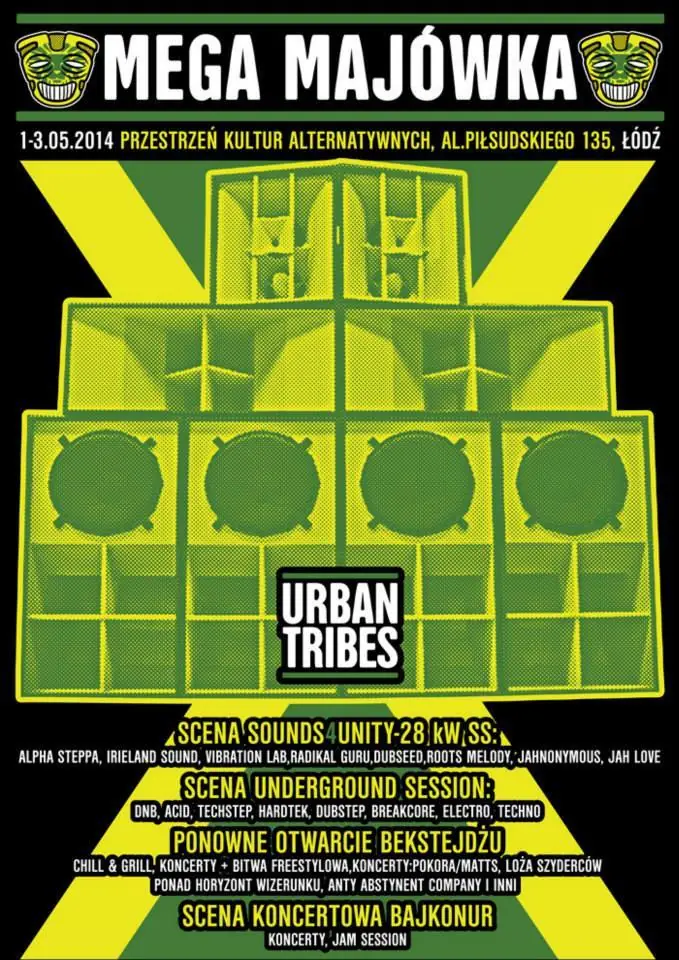 MEGA MAJÓWKA
1-3.05.2014 PRZESTRZEŃ KULTUR ALTERNATYWNYCH, AL.PIŁSUDSKIEGO 135, ŁÓDŹ
URBAN
TRIBES
SCENA SOUNDS4UNITY-28 kW SS:
ALPHA STEPPA, IRIELAND SOUND, VIBRATION LAB,RADIKAL GURU,DUBSEED,ROOTS MELODY, JAHNONYMOUS, JAH LOVE
SCENA UNDERGROUND SESSION:
DNB, ACID, TECHSTEP, HARDTEK, DUBSTEP, BREAKCORE, ELECTRO, TECHNO
PONOWNE OTWARCIE BEKSTEJDŻU
CHILL & GRILL, KONCERTY + BITWA FREESTYLOWA,KONCERTY:POKORA/MATTS, LOŻA SZYDERCÓW
PONAD HORYZONT WIZERUNKU, ANTY ABSTYNENT COMPANY I INNI
SCENA KONCERTOWA BAJKONUR
KONCERTY, JAM SESSION